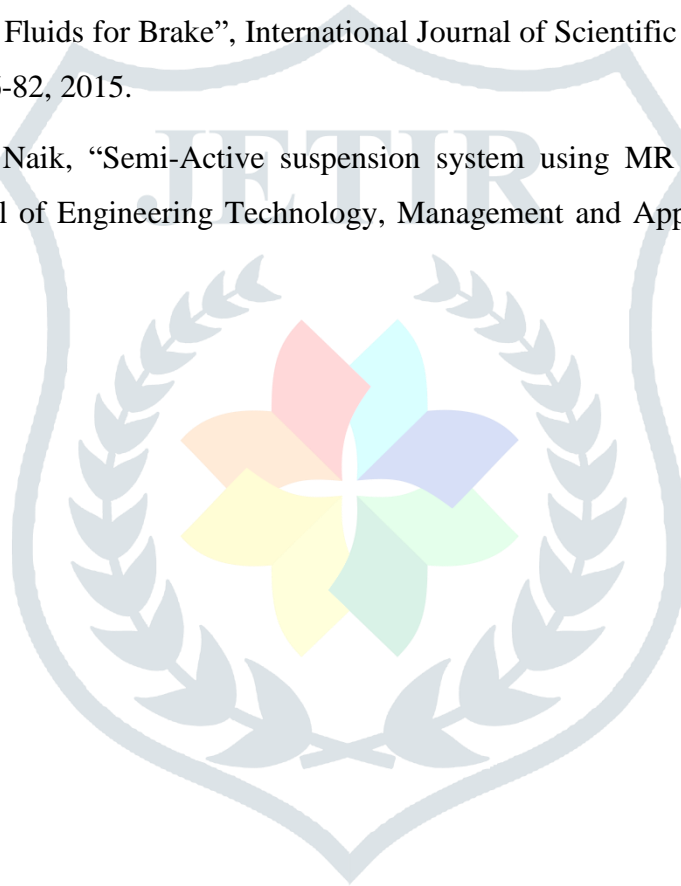 Fluids for Brake”, International Journal of Scientific
-82, 2015.
JETIR
Naik, “Semi-Active suspension system using MR
of Engineering Technology, Management and App